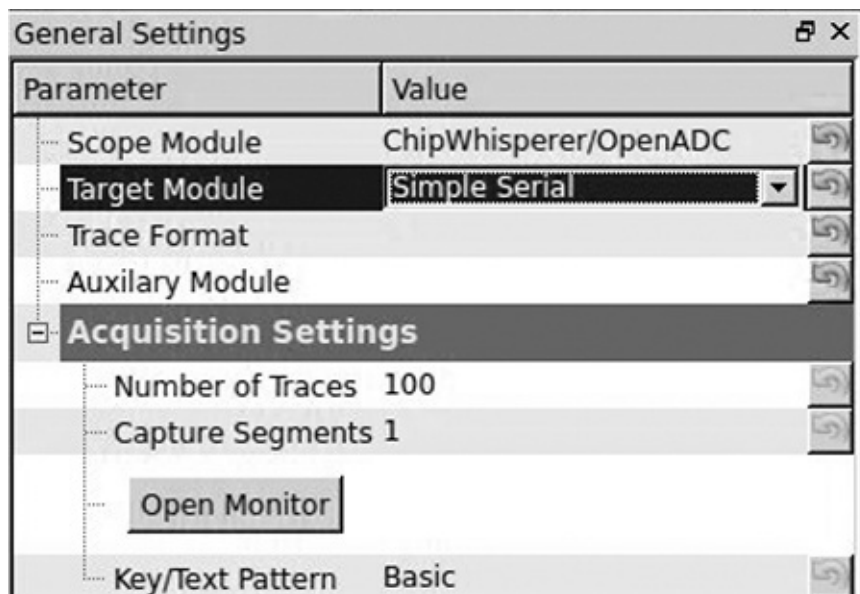 General Settings
Parameter Value
Scope Module ChipWhisperer/OpenADC
Target Module Simple Serial
Trace Format
Auxilary Module
Acquisition Settings
Number of Traces 100
Capture Segments 1
Open Monitor
Key/Text Pattern Basic